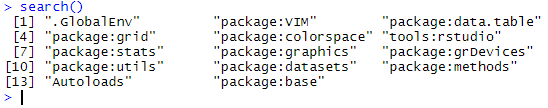 > search()
 [1] ".GlobalEnv"        "package:VIM"        "package:data.table"
 [4] "package:grid"      "package:colorspace" "tools:rstudio"
 [7] "package:stats"     "package:graphics"   "package:grDevices"
[10] "package:utils"     "package:datasets"   "package:methods"
[13] "Autoloads"         "package:base"
>